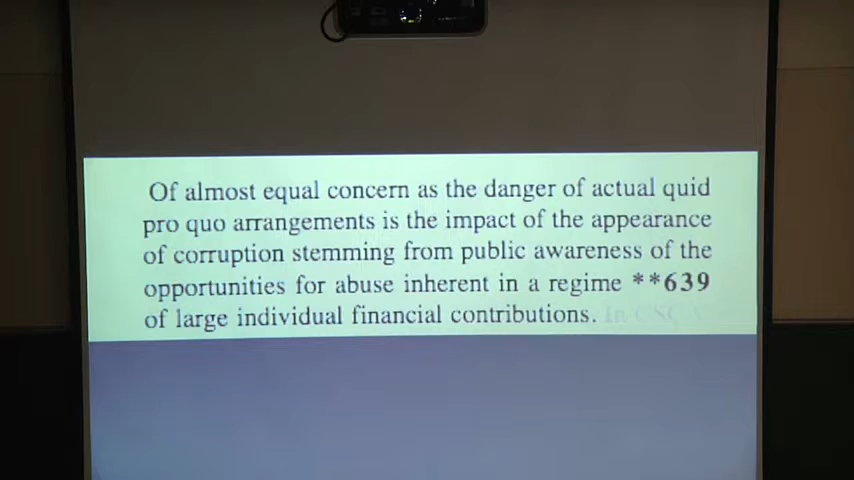 Of almost equal concern as the danger of actual quid
pro quo arrangements is the impact of the appearance
of corruption stemming from public awareness of the
opportunities for abuse inherent in a regime **639
of large individual financial contributions. In CSC